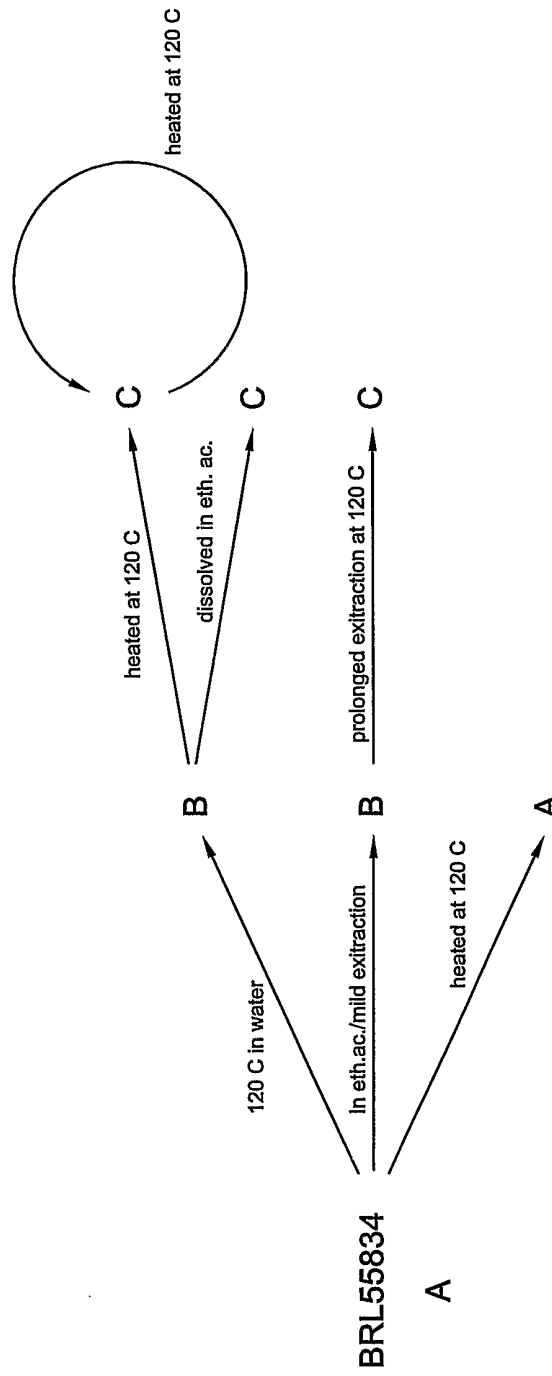 BRL55834
A
120 C in water
In eth.ac./mild exitraction
heated at 120 C
B
B
A
heated at 120 C
dissolved in eth. ac.
prolonged exitraction at 120 C
C
C
C
heated at 120 C